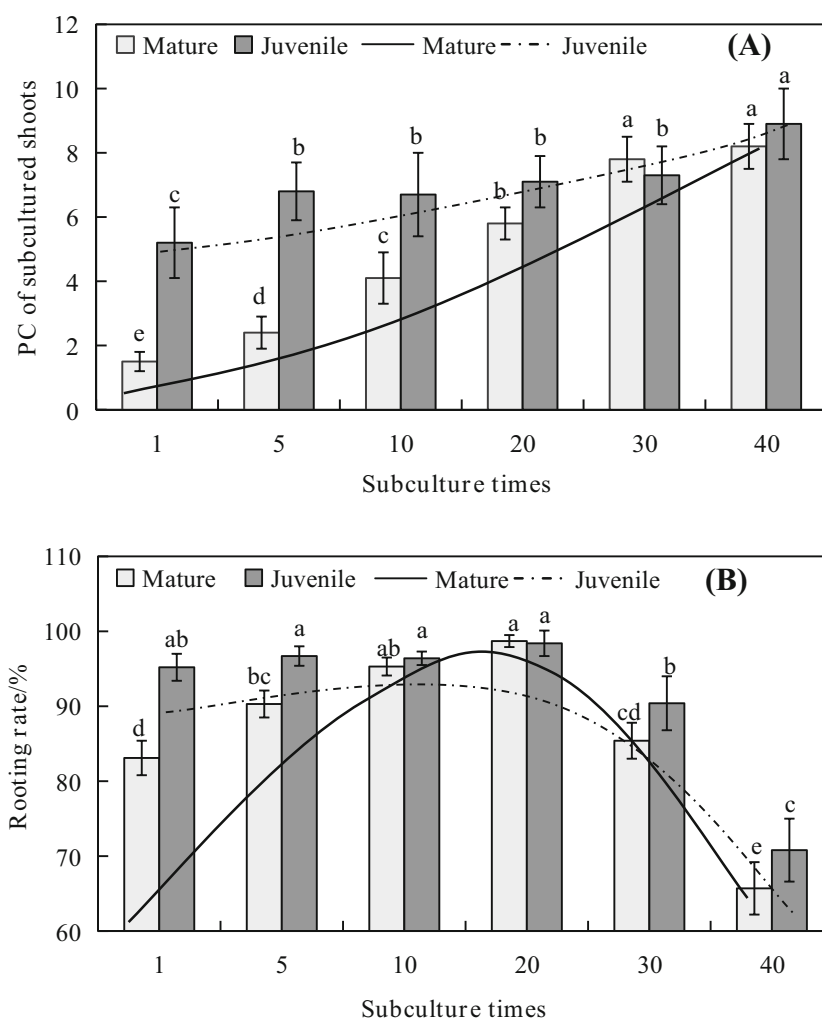 12
Mature Juvenile Mature Juvenile (A)
10
8
6
4
2
0
PC of subcultured shoots
e c d b c b b b a b a a
1 5 10 20 30 40
Subculture times
110
Mature Juvenile Mature Juvenile (B)
100
90
80
70
60
Rooting rate/%
d ab bc a ab a a a cd b e c
1 5 10 20 30 40
Subculture times